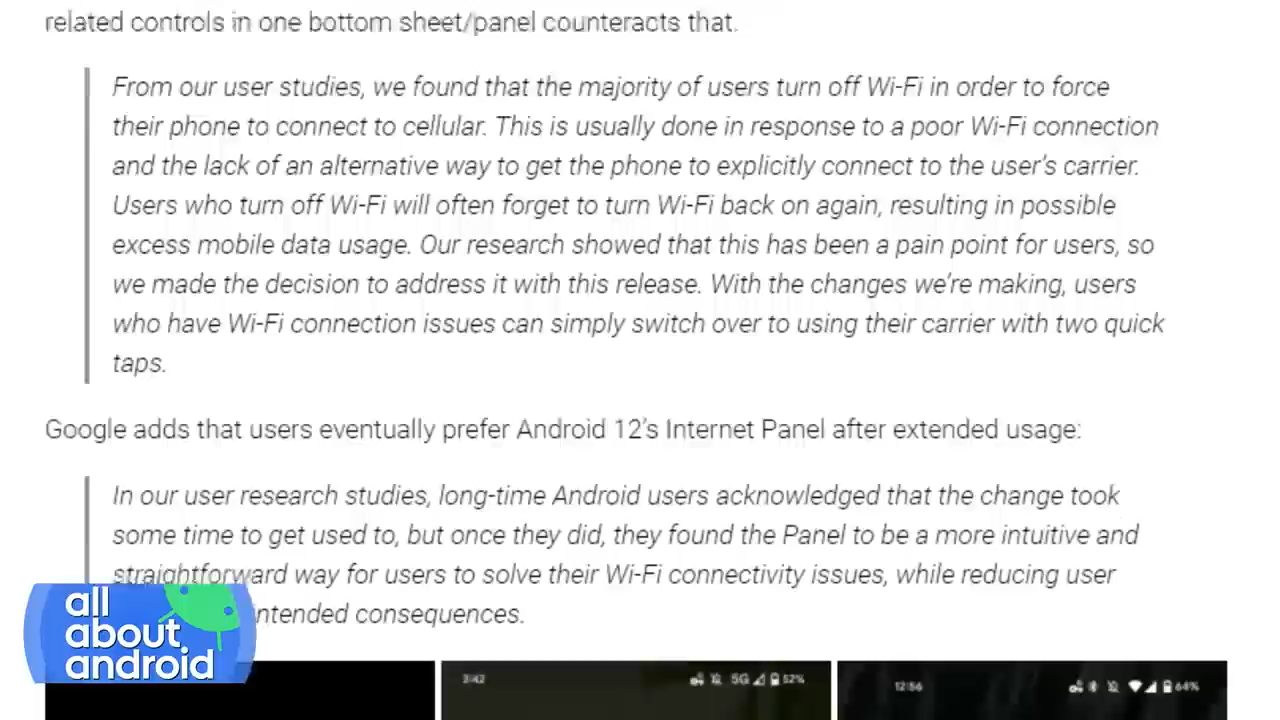 related controls in one bottom sheet/panel counteracts that.
From our user studies, we found that the majority of users turn off Wi-Fi in order to force
their phone to connect to cellular. This is usually done in response to a poor Wi-Fi connection
and the lack of an alternative way to get the phone to explicitly connect to the user's carrier.
Users who turn off Wi-Fi will often forget to turn Wi-Fi back on again, resulting in possible
excess mobile data usage. Our research showed that this has been a pain point for users, so
we made the decision to address it with this release. With the changes we're making, users
who have Wi-Fi connection issues can simply switch over to using their carrier with two quick
taps.
Google adds that users eventually prefer Android 12's Internet Panel after extended usage:
In our user research studies, long-time Android users acknowledged that the change took
some time to get used to, but once they did, they found the Panel to be a more intuitive and
straightforward way for users to solve their Wi-Fi connectivity issues, while reducing user
intended consequences.
all
about
android
3:42 5G 52%
12:56 64%